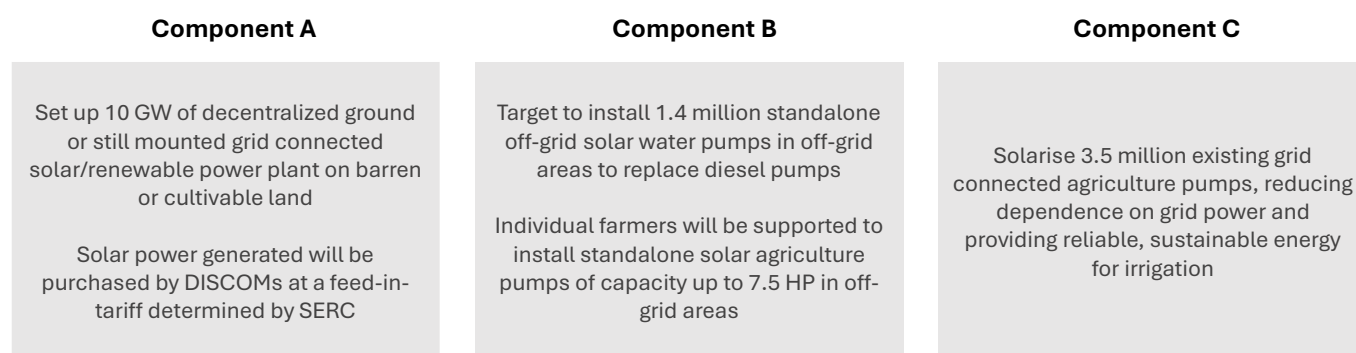 Component A
Set up 10 GW of decentralized ground
or still mounted grid connected
solar/renewable power plant on barren
or cultivable land
Solar power generated will be
purchased by DISCOMs at a feed-in-
tariff determined by SERC
Component B
Target to install 1.4 million standalone
off-grid solar water pumps in off-grid
areas to replace diesel pumps
Individual farmers will be supported to
install standalone solar agriculture
pumps of capacity up to 7.5 HP in off-
grid areas
Component C
Solarise 3.5 million existing grid
connected agriculture pumps, reducing
dependence on grid power and
providing reliable, sustainable energy
for irrigation